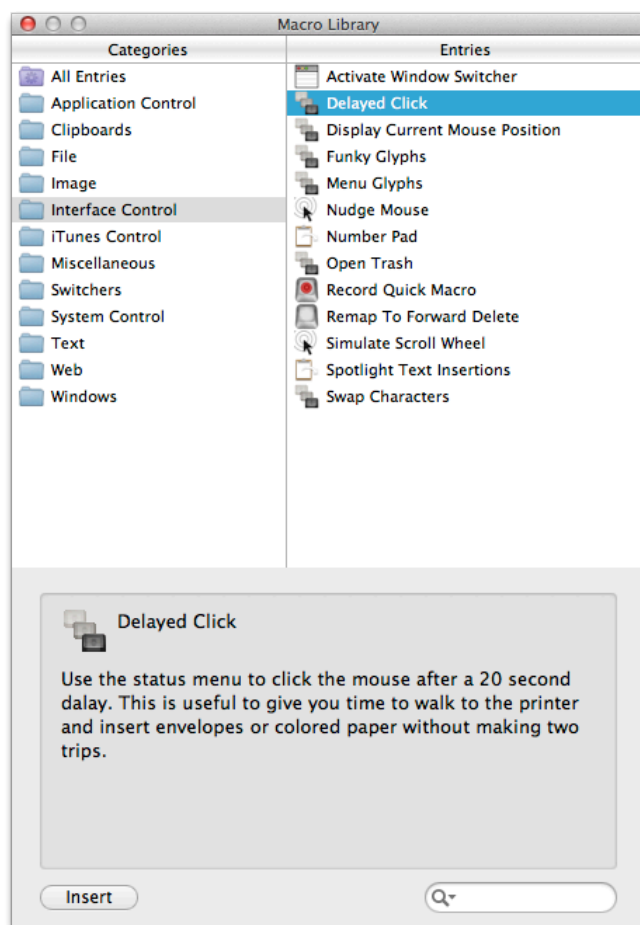 Macro Library
Categories
Entries
All Entries
Application Control
Clipboards
File
Image
Interface Control
iTunes Control
Miscellaneous
Switchers
System Control
Text
Web
Windows
Activate Window Switcher
Delayed Click
Display Current Mouse Position
Funky Glyphs
Menu Glyphs
Nudge Mouse
Number Pad
Open Trash
Record Quick Macro
Remap To Forward Delete
Simulate Scroll Wheel
Spotlight Text Insertions
Swap Characters
Delayed Click
Use the status menu to click the mouse after a 20 second
dalay. This is useful to give you time to walk to the printer
and insert envelopes or colored paper without making two
trips.
Insert